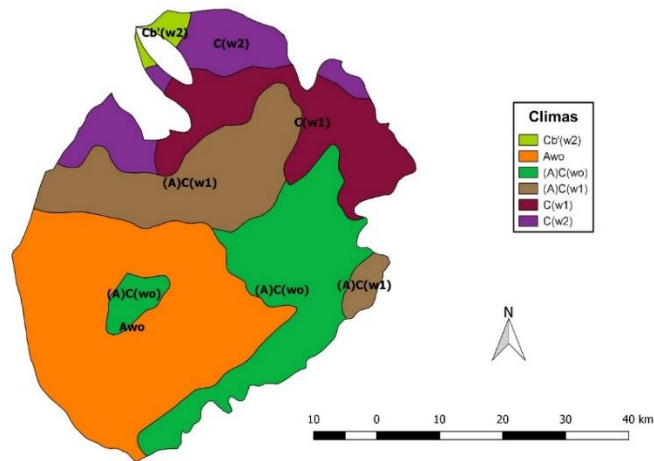 Cb'(w2)
C(w2)
C(w1)
(A)C(w1)
(A)C(wo)
(A)C(wo)
(A)C(w1)
Awo
Climas
Cb'(w2)
Awo
(A)C(wo)
(A)C(w1)
C(w1)
C(w2)
N
10 0 10 20 30 40 km